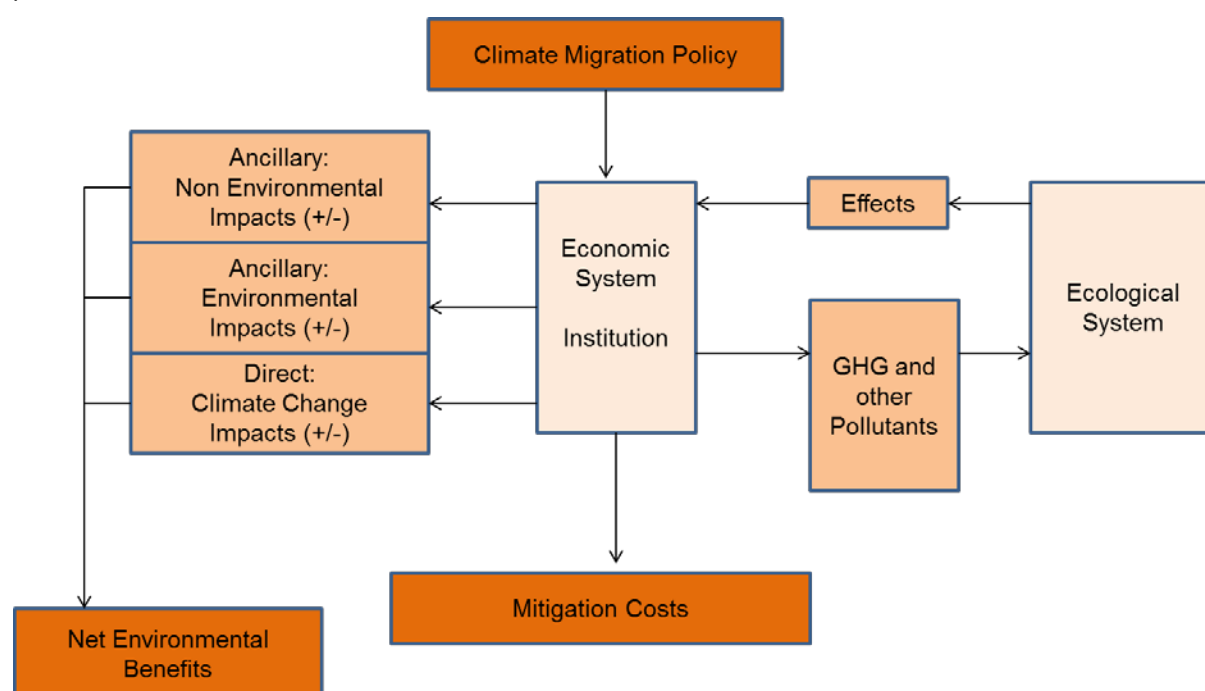 Climate Migration Policy
Ancillary:
Non Environmental
Impacts (+/-)
Ancillary:
Environmental
Impacts (+/-)
Direct:
Climate Change
Impacts (+/-)
Economic
System
Institution
Effects
GHG and
other
Pollutants
Ecological
System
Mitigation Costs
Net Environmental
Benefits